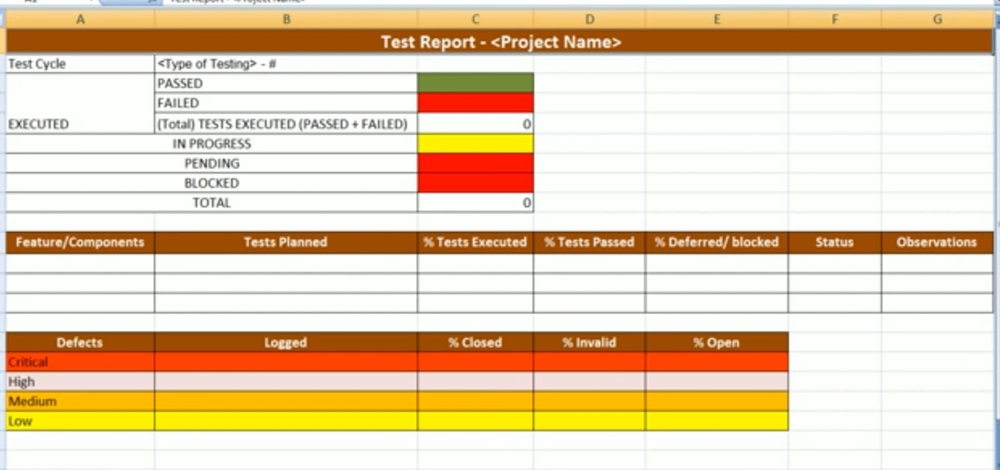 A B C D E F G
Test Report - <Project Name>
Test Cycle <Type of Testing> - #
PASSED
FAILED
EXECUTED (Total) TESTS EXECUTED (PASSED + FAILED) 0
IN PROGRESS
PENDING
BLOCKED
TOTAL 0
Feature/Components Tests Planned % Tests Executed % Tests Passed % Deferred/ blocked Status Observations
Defects Logged % Closed % Invalid % Open
Critical
High
Medium
Low